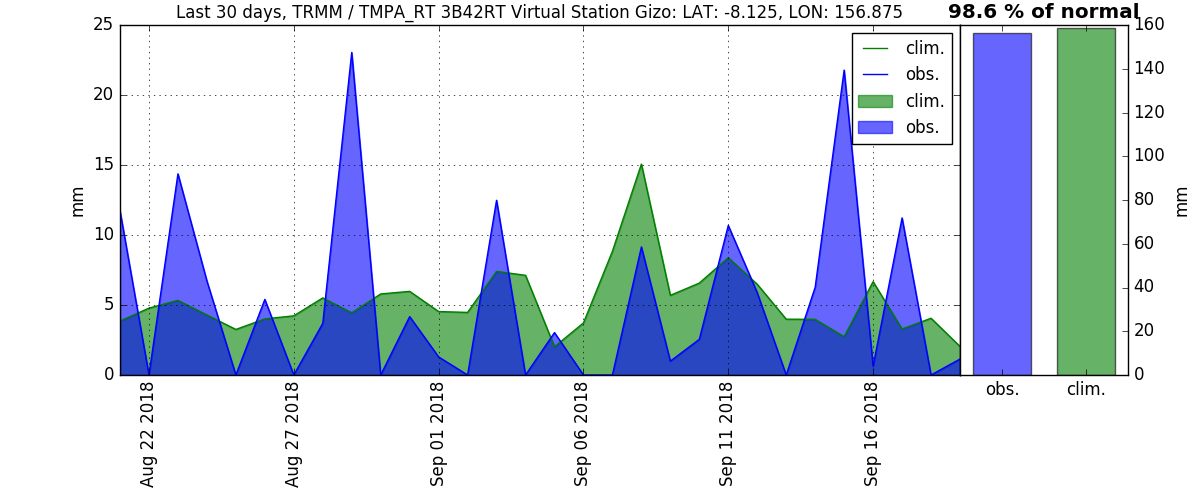 Last 30 days, TRMM / TMPA_RT 3B42RT Virtual Station Gizo: LAT: -8.125, LON: 156.875
98.6 % of normal
25
20
15
10
5
0
mm
clim.
obs.
clim.
obs.
160
140
120
100
80
60
40
20
0
mm
obs.
clim.
Aug 22 2018
Aug 27 2018
Sep 01 2018
Sep 06 2018
Sep 11 2018
Sep 16 2018